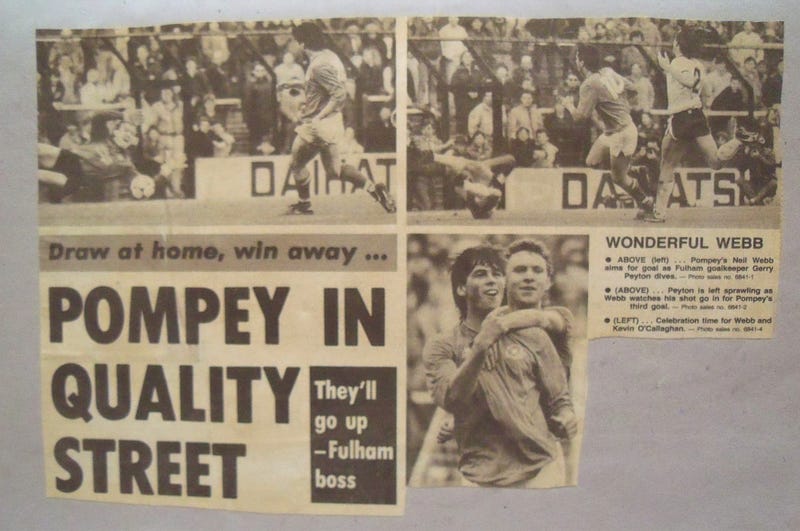 DAIHAT
DAIHATS
Draw at home, win away ...
POMPEY IN
QUALITY
STREET
They'll
go up
–Fulham
boss
WONDERFUL WEBB
● ABOVE (left) ... Pompey's Neil Webb
aims for goal as Fulham goalkeeper Gerry
Peyton dives. — Photo sales no. 6841-1
● (ABOVE) ... Peyton is left sprawling as
Webb watches his shot go in for Pompey's
third goal. — Photo sales no. 6841-2
● (LEFT) ... Celebration time for Webb and
Kevin O'Callaghan. — Photo sales no. 6841-4